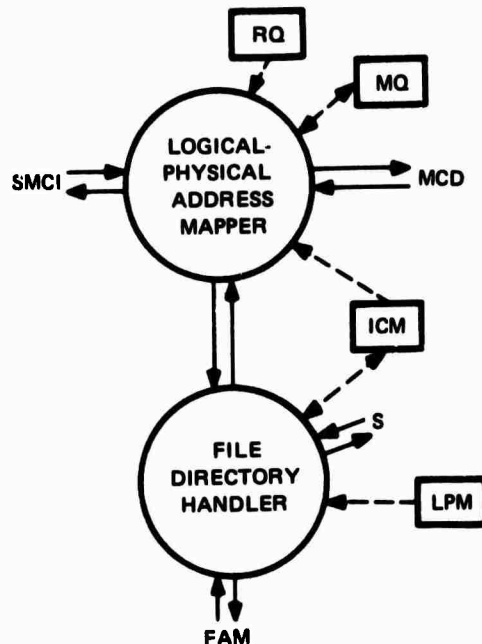 RQ
MQ
LOGICAL-
PHYSICAL
ADDRESS
MAPPER
SMCI
MCD
ICM
S
FILE
DIRECTORY
HANDLER
LPM
FAM